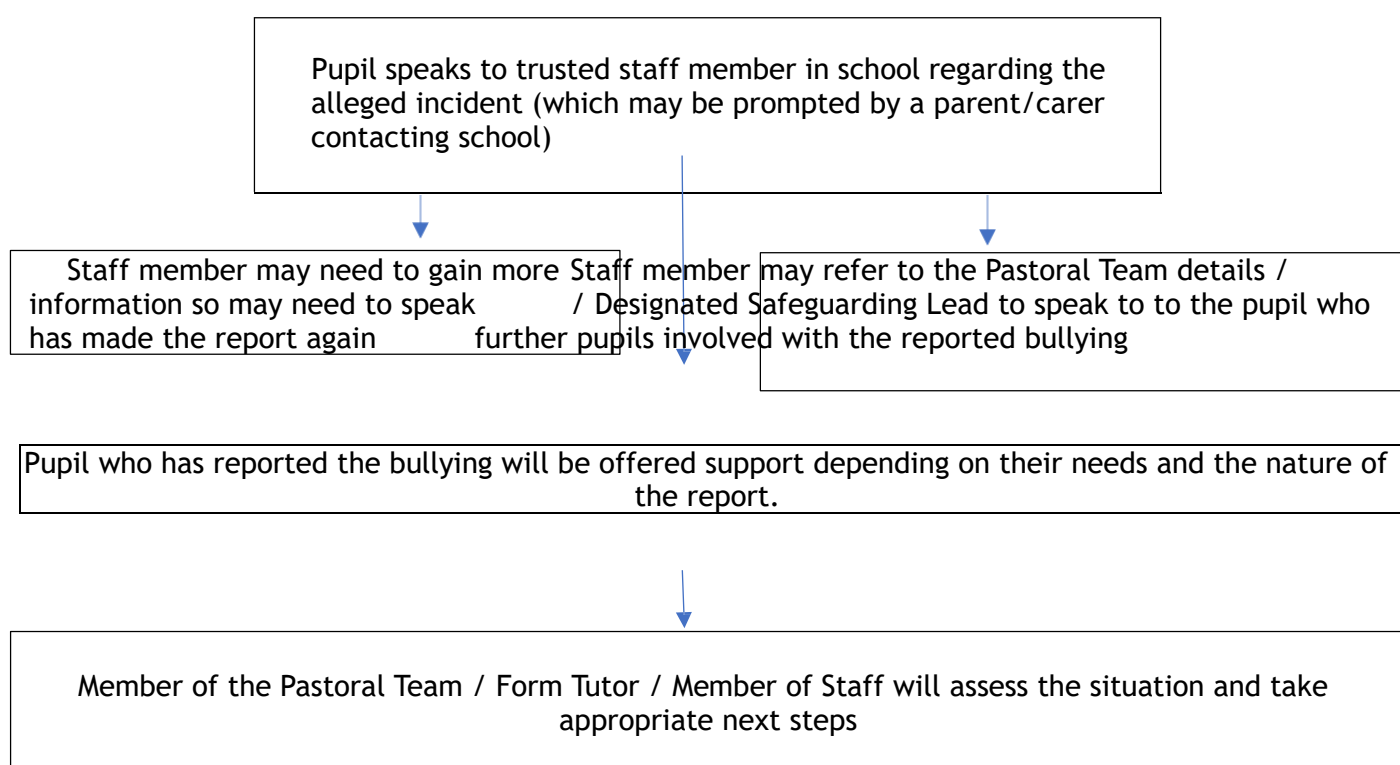 Pupil speaks to trusted staff member in school regarding the
alleged incident (which may be prompted by a parent/carer
contacting school)
Staff member may need to gain more Staff member may refer to the Pastoral Team details /
information so may need to speak / Designated Safeguarding Lead to speak to to the pupil who
has made the report again further pupils involved with the reported bullying
Pupil who has reported the bullying will be offered support depending on their needs and the nature of
the report.
Member of the Pastoral Team / Form Tutor / Member of Staff will assess the situation and take
appropriate next steps